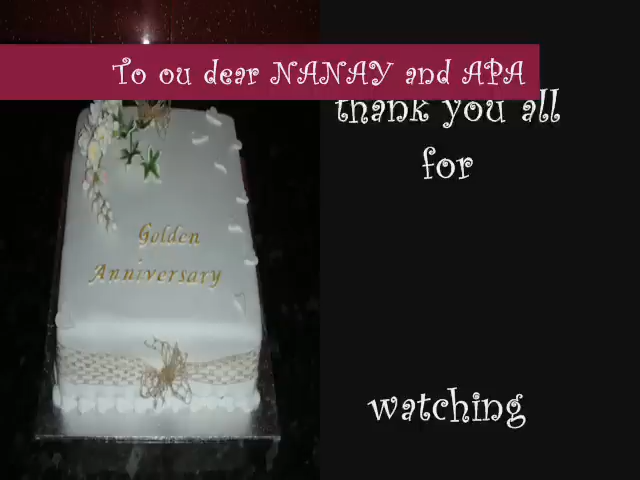 To ou dear NANAY and APA
thank you all
for
watching
Golden
Anniversary